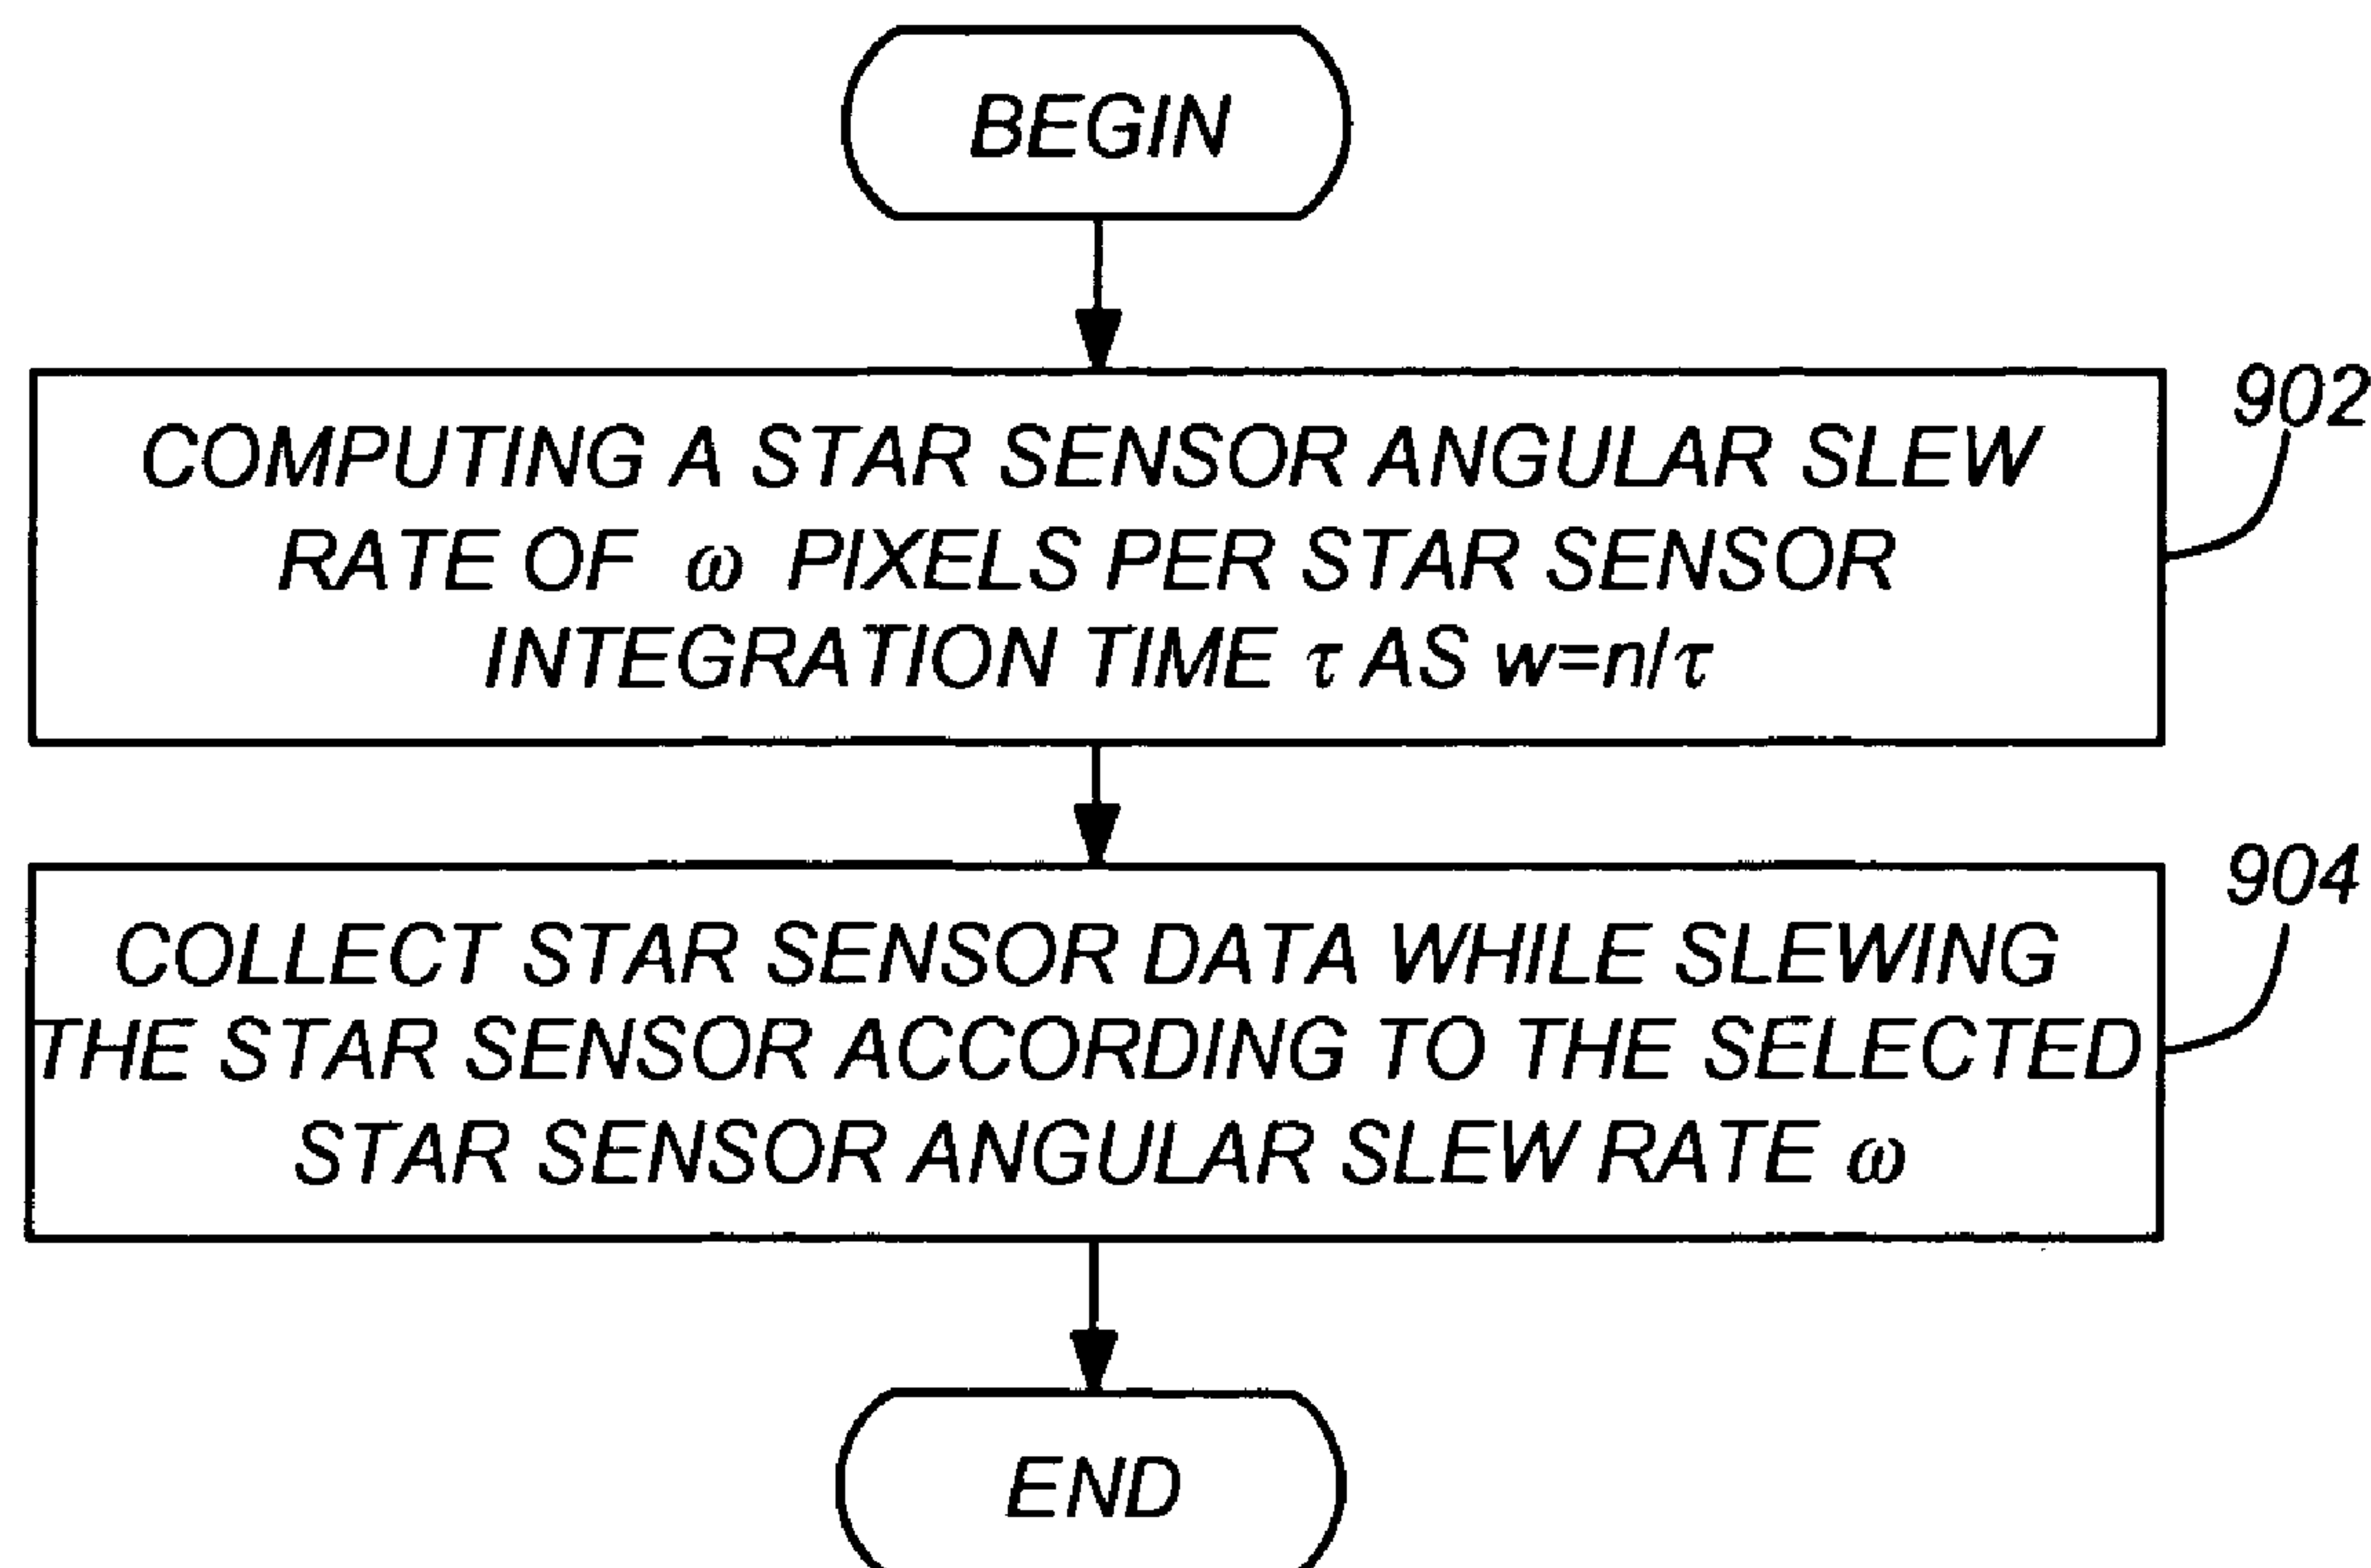 BEGIN
902
COMPUTING A STAR SENSOR ANGULAR SLEW
RATE OF ω PIXELS PER STAR SENSOR
INTEGRATION TIME τ AS w=n/τ
904
COLLECT STAR SENSOR DATA WHILE SLEWING
THE STAR SENSOR ACCORDING TO THE SELECTED
STAR SENSOR ANGULAR SLEW RATE ω
END